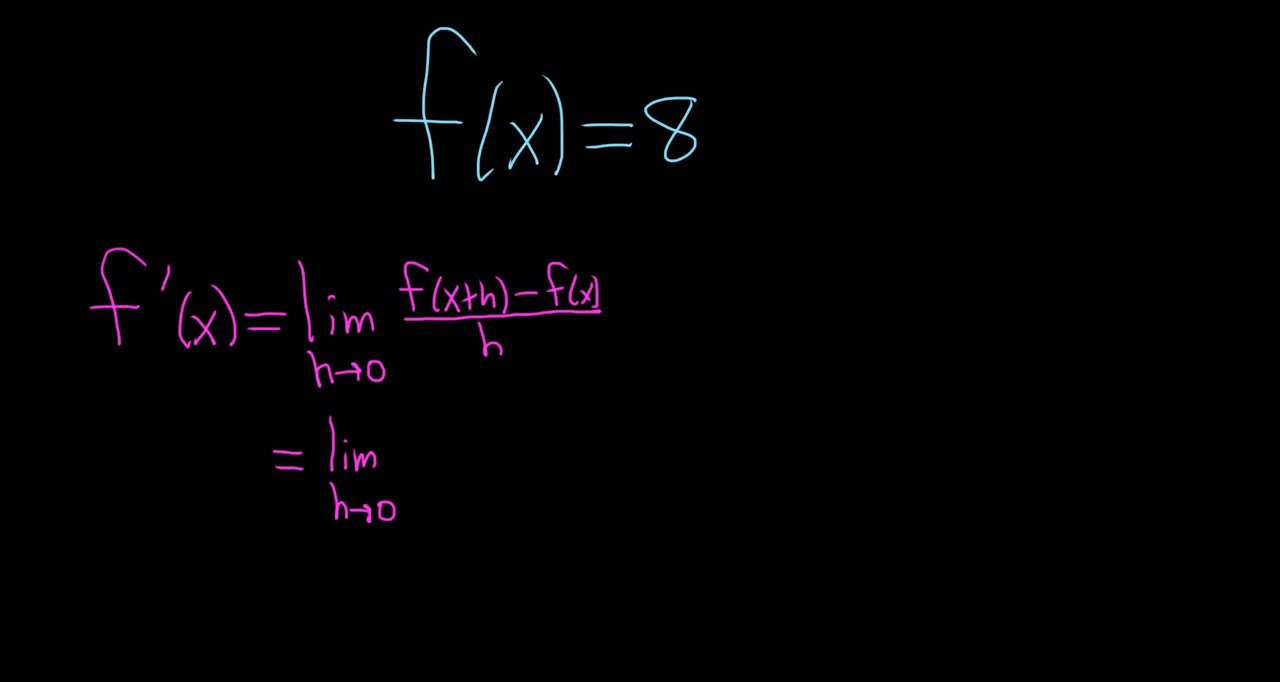 f(x)=8
f'(x)= lim h→0 f(x+h)-f(x) / h
= lim h→0